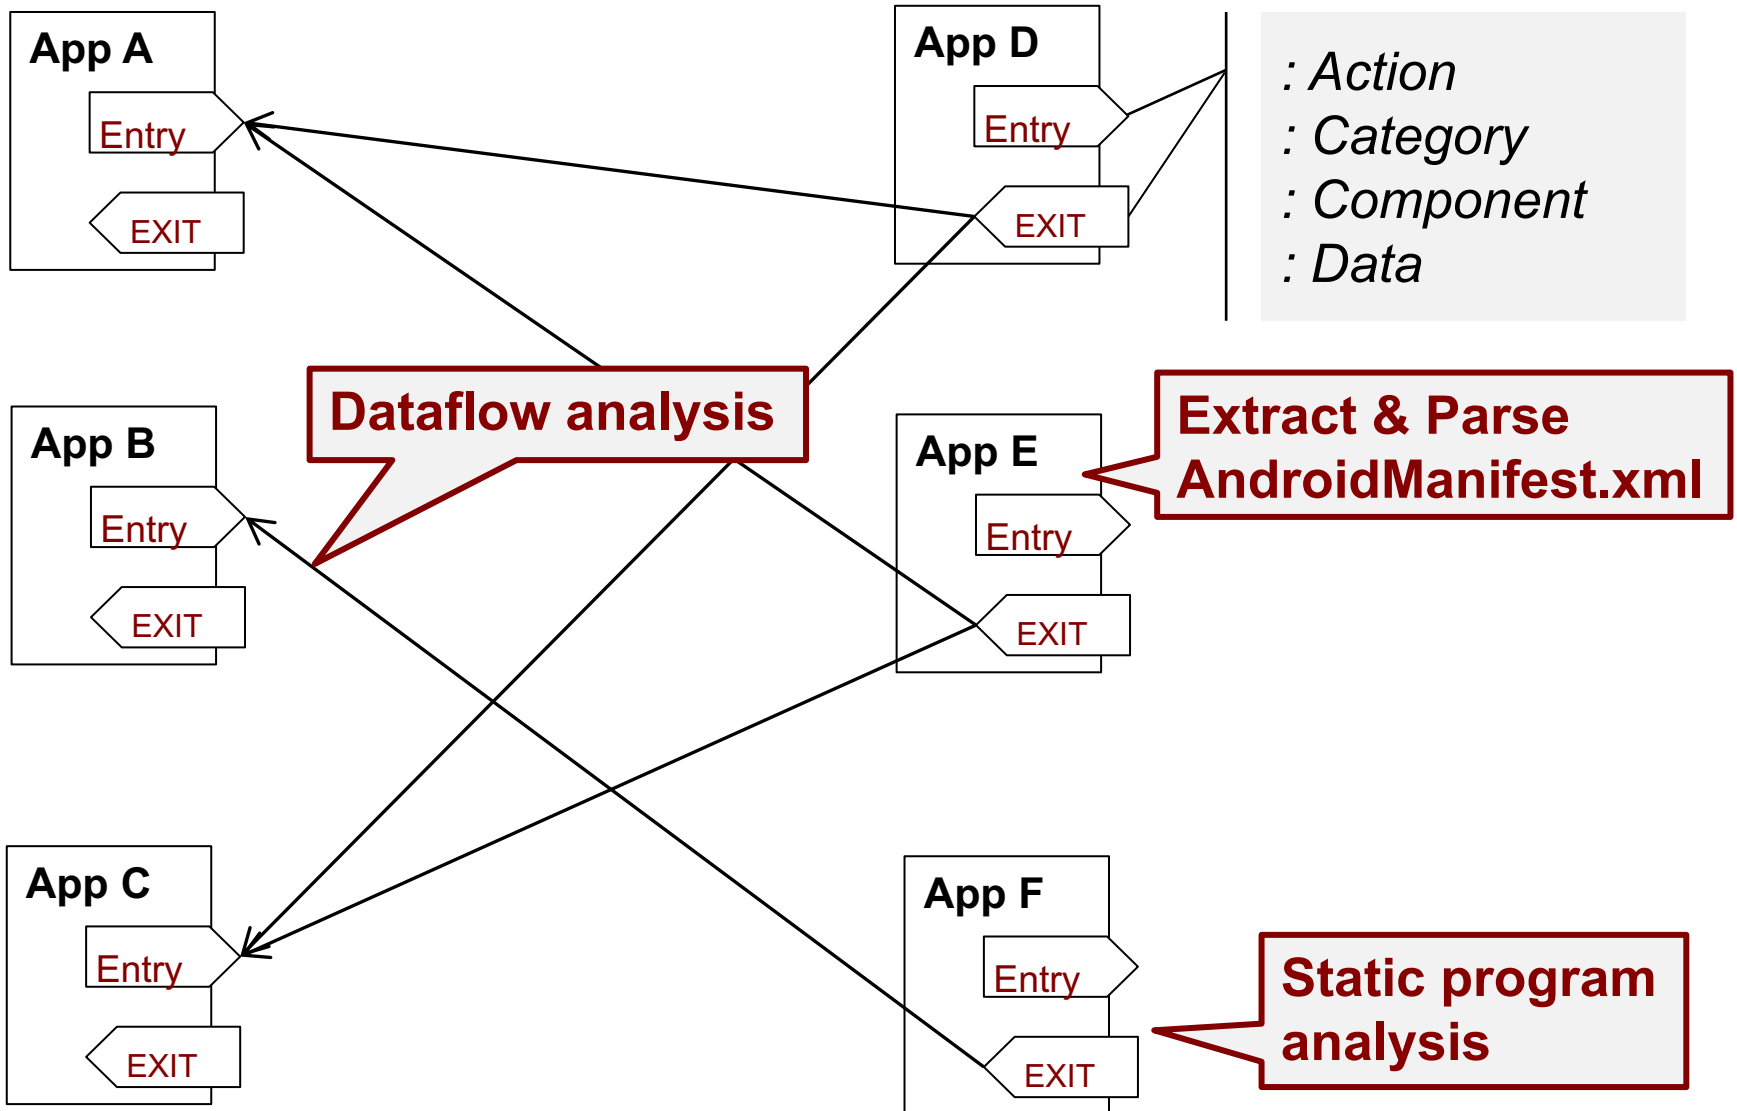 App A
Entry
EXIT
App D
Entry
EXIT
: Action
: Category
: Component
: Data
Dataflow analysis
App B
Entry
EXIT
App E
Entry
EXIT
Extract & Parse
AndroidManifest.xml
App C
Entry
EXIT
App F
Entry
EXIT
Static program
analysis